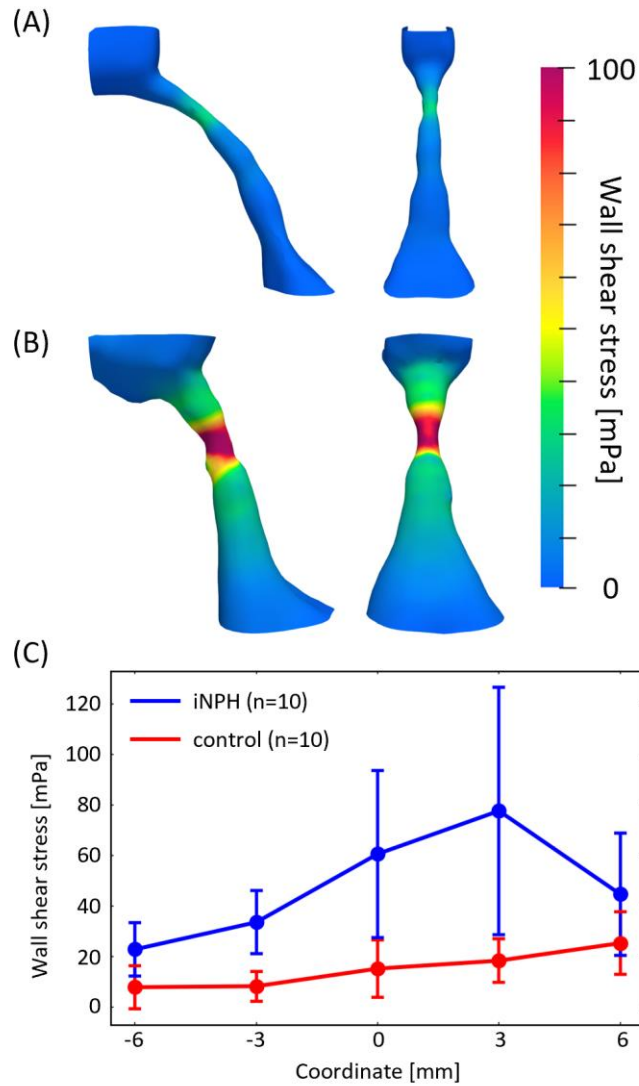 (A)
100
Wall shear stress [mPa]
0
(B)
(C)
iNPH (n=10)
control (n=10)
Wall shear stress [mPa]
120
100
80
60
40
20
0
-6
-3
0
3
6
Coordinate [mm]